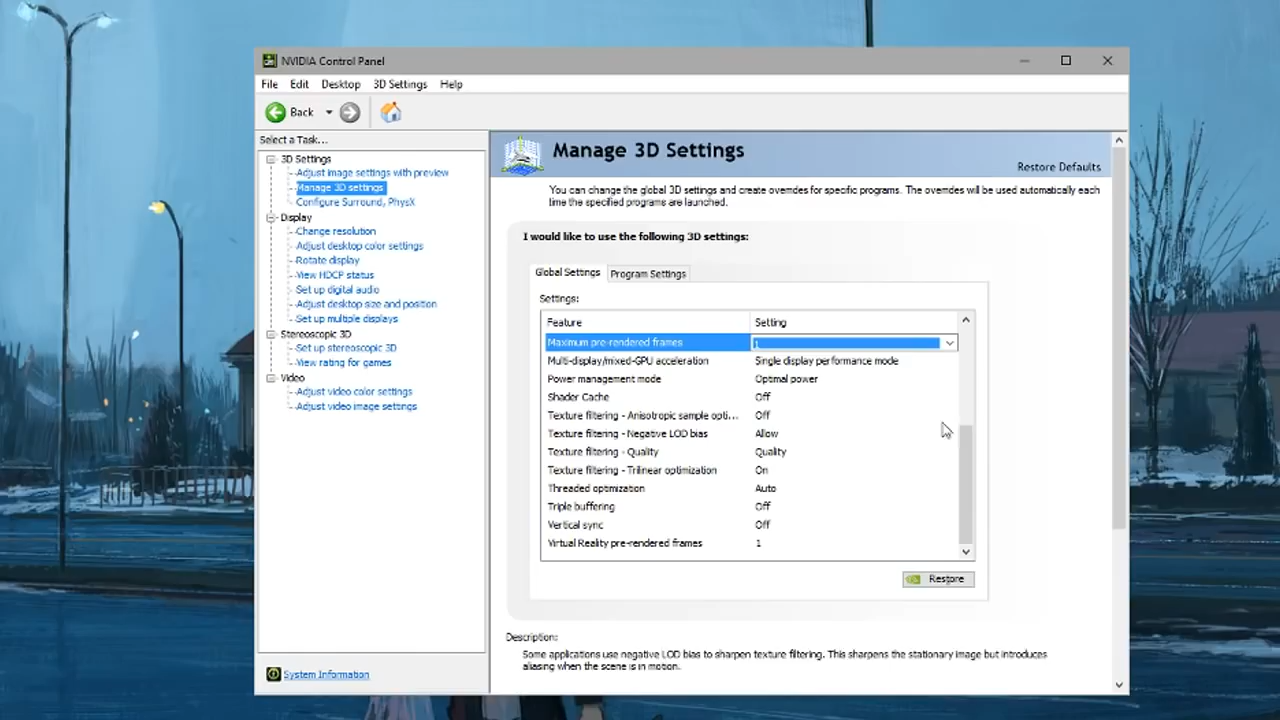 NVIDIA Control Panel
File Edit Desktop 3D Settings Help
Back
Select a Task...
3D Settings
Adjust image settings with preview
Manage 3D settings
Configure Surround, PhysX
Display
Change resolution
Adjust desktop color settings
Rotate display
View HDCP status
Set up digital audio
Adjust desktop size and position
Set up multiple displays
Stereoscopic 3D
Set up stereoscopic 3D
View rating for games
Video
Adjust video color settings
Adjust video image settings
System Information
Manage 3D Settings
Restore Defaults
You can change the global 3D settings and create overrides for specific programs. The overrides will be used automatically each
time the specified programs are launched.
I would like to use the following 3D settings:
Global Settings Program Settings
Settings:
Feature Setting
Maximum pre-rendered frames 1
Multi-display/mixed-GPU acceleration Single display performance mode
Power management mode Optimal power
Shader Cache Off
Texture filtering - Anisotropic sample opti... Off
Texture filtering - Negative LOD bias Allow
Texture filtering - Quality Quality
Texture filtering - Trilinear optimization On
Threaded optimization Auto
Triple buffering Off
Vertical sync Off
Virtual Reality pre-rendered frames 1
Restore
Description:
Some applications use negative LOD bias to sharpen texture filtering. This sharpens the stationary image but introduces
aliasing when the scene is in motion.